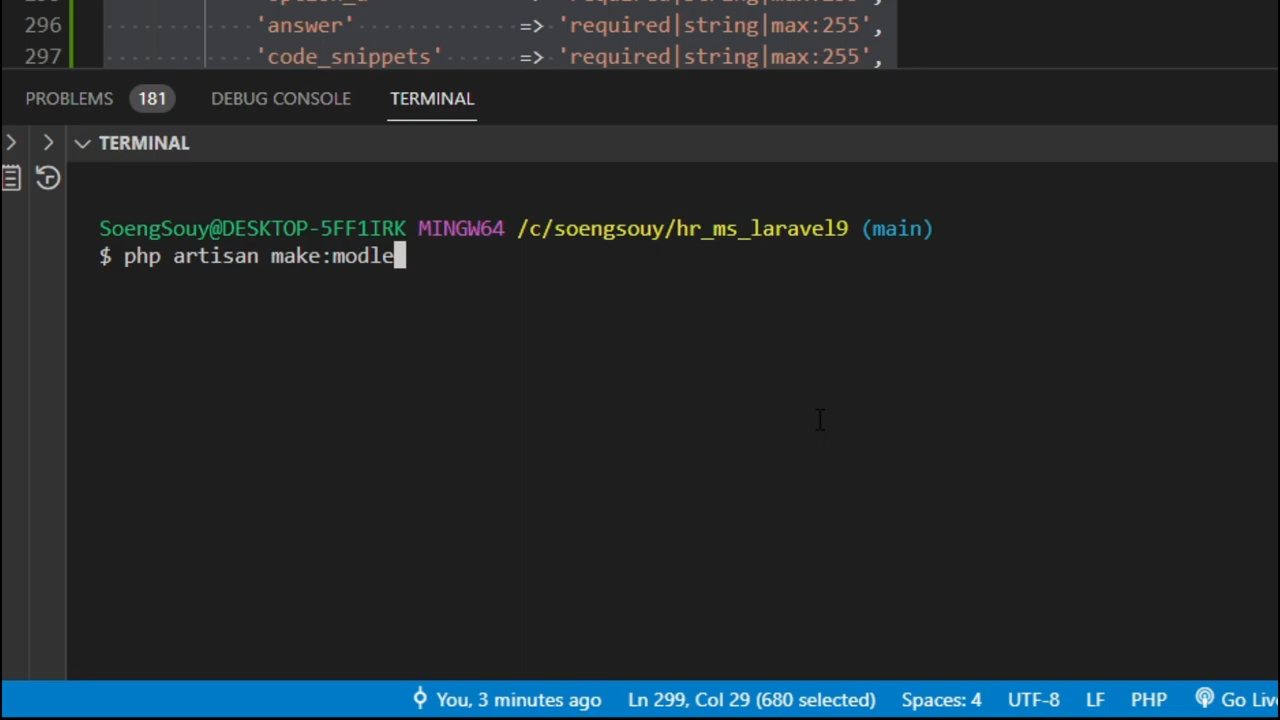 296 'answer' => 'required|string|max:255',
297 'code_snippets' => 'required|string|max:255',
PROBLEMS 181 DEBUG CONSOLE TERMINAL
TERMINAL
SoengSouy@DESKTOP-5FF1IRK MINGW64 /c/soengsouy/hr_ms_laravel9 (main)
$ php artisan make:modle
You, 3 minutes ago Ln 299, Col 29 (680 selected) Spaces: 4 UTF-8 LF PHP Go Liv